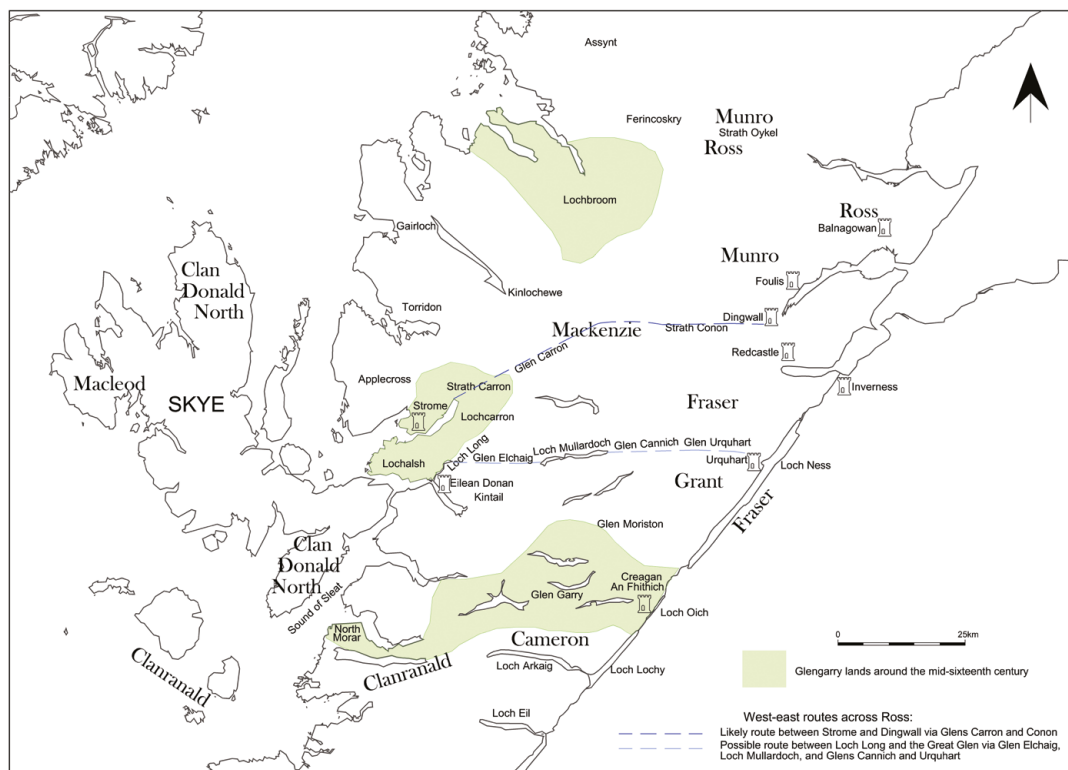 Assynt
Ferincoskry
Munro
Strath Oykel
Ross
Lochbroom
Ross
Balnagowan
Gairloch
Clan
Donald
North
Munro
Foulis
Kinlochewe
Torridon
Dingwall
Mackenzie
Strath Conon
Glen Carron
Redcastle
Applecross
Strath Carron
Macleod
Inverness
SKYE
Strome
Lochcarron
Fraser
Loch Long
Loch Mullardoch
Glen Cannich
Glen Urquhart
Glen Elchaig
Lochalsh
Urquhart
Loch Ness
Eilean Donan
Kintail
Grant
Fraser
Glen Moriston
Clan
Donald
North
Sound of Sleat
Creagan
An Fhithich
Glen Garry
Loch Oich
North
Morar
Cameron
0
25km
Clanranald
Clanranald
Loch Arkaig
Loch Lochy
Glengarry lands around the mid-sixteenth century
Loch Eil
West-east routes across Ross:
Likely route between Strome and Dingwall via Glens Carron and Conon
Possible route between Loch Long and the Great Glen via Glen Elchaig,
Loch Mullardoch, and Glens Cannich and Urquhart